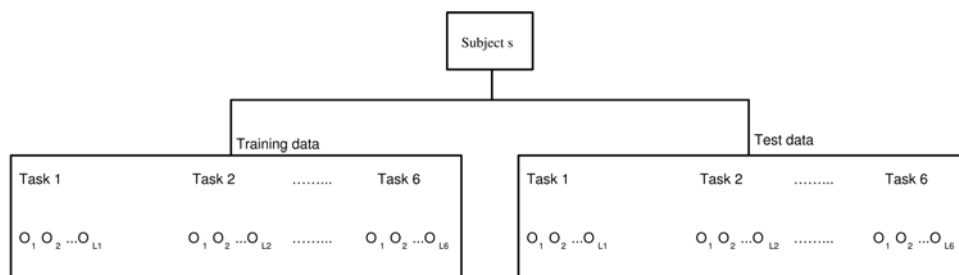 Subject s
Training data
Task 1 Task 2 ......... Task 6
O1 O2 ...OL1 O1 O2 ...OL2 ......... O1 O2 ...OL6
Test data
Task 1 Task 2 ......... Task 6
O1 O2 ...OL1 O1 O2 ...OL2 ......... O1 O2 ...OL6